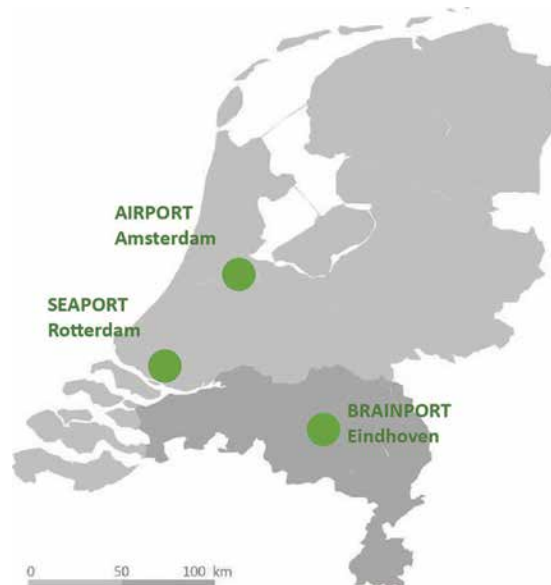 AIRPORT
Amsterdam
SEAPORT
Rotterdam
BRAINPORT
Eindhoven
0 50 100 km